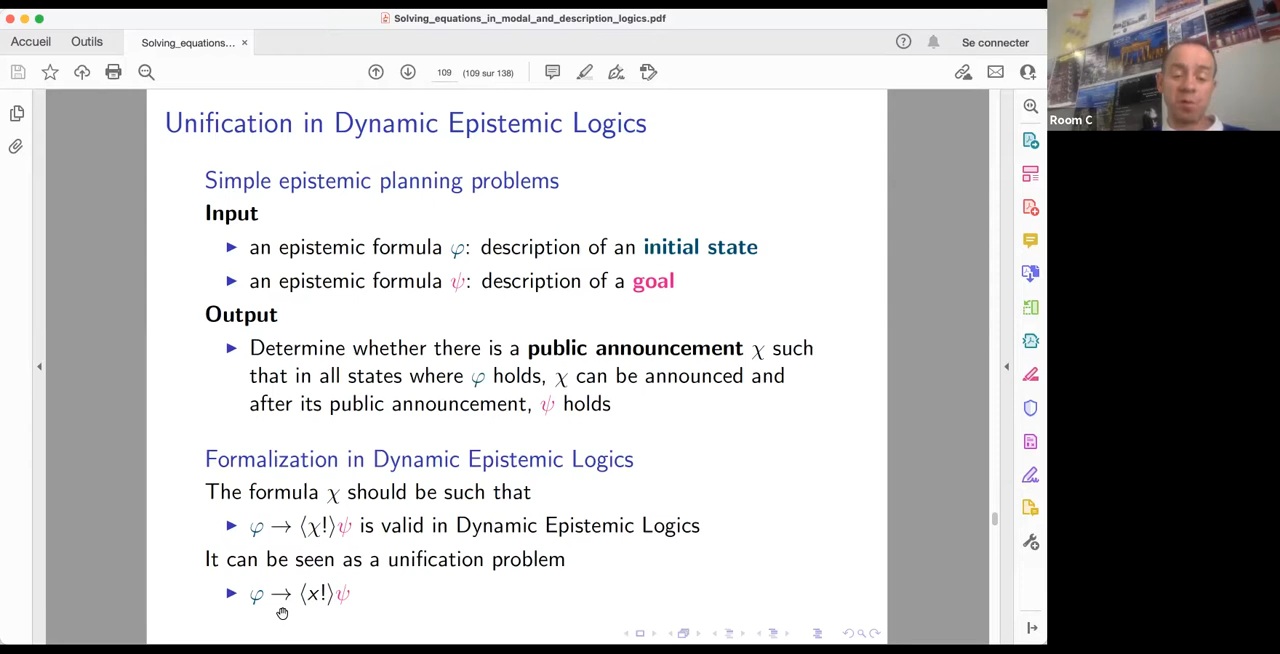 Solving_equations_in_modal_and_description_logics.pdf
Accueil Outils Solving_equations... × Se connecter
109 (109 sur 138)
Room C
Unification in Dynamic Epistemic Logics
Simple epistemic planning problems
Input
▶ an epistemic formula φ: description of an initial state
▶ an epistemic formula ψ: description of a goal
Output
▶ Determine whether there is a public announcement χ such
that in all states where φ holds, χ can be announced and
after its public announcement, ψ holds
Formalization in Dynamic Epistemic Logics
The formula χ should be such that
▶ φ → ⟨χ!⟩ψ is valid in Dynamic Epistemic Logics
It can be seen as a unification problem
▶ φ → ⟨x!⟩ψ